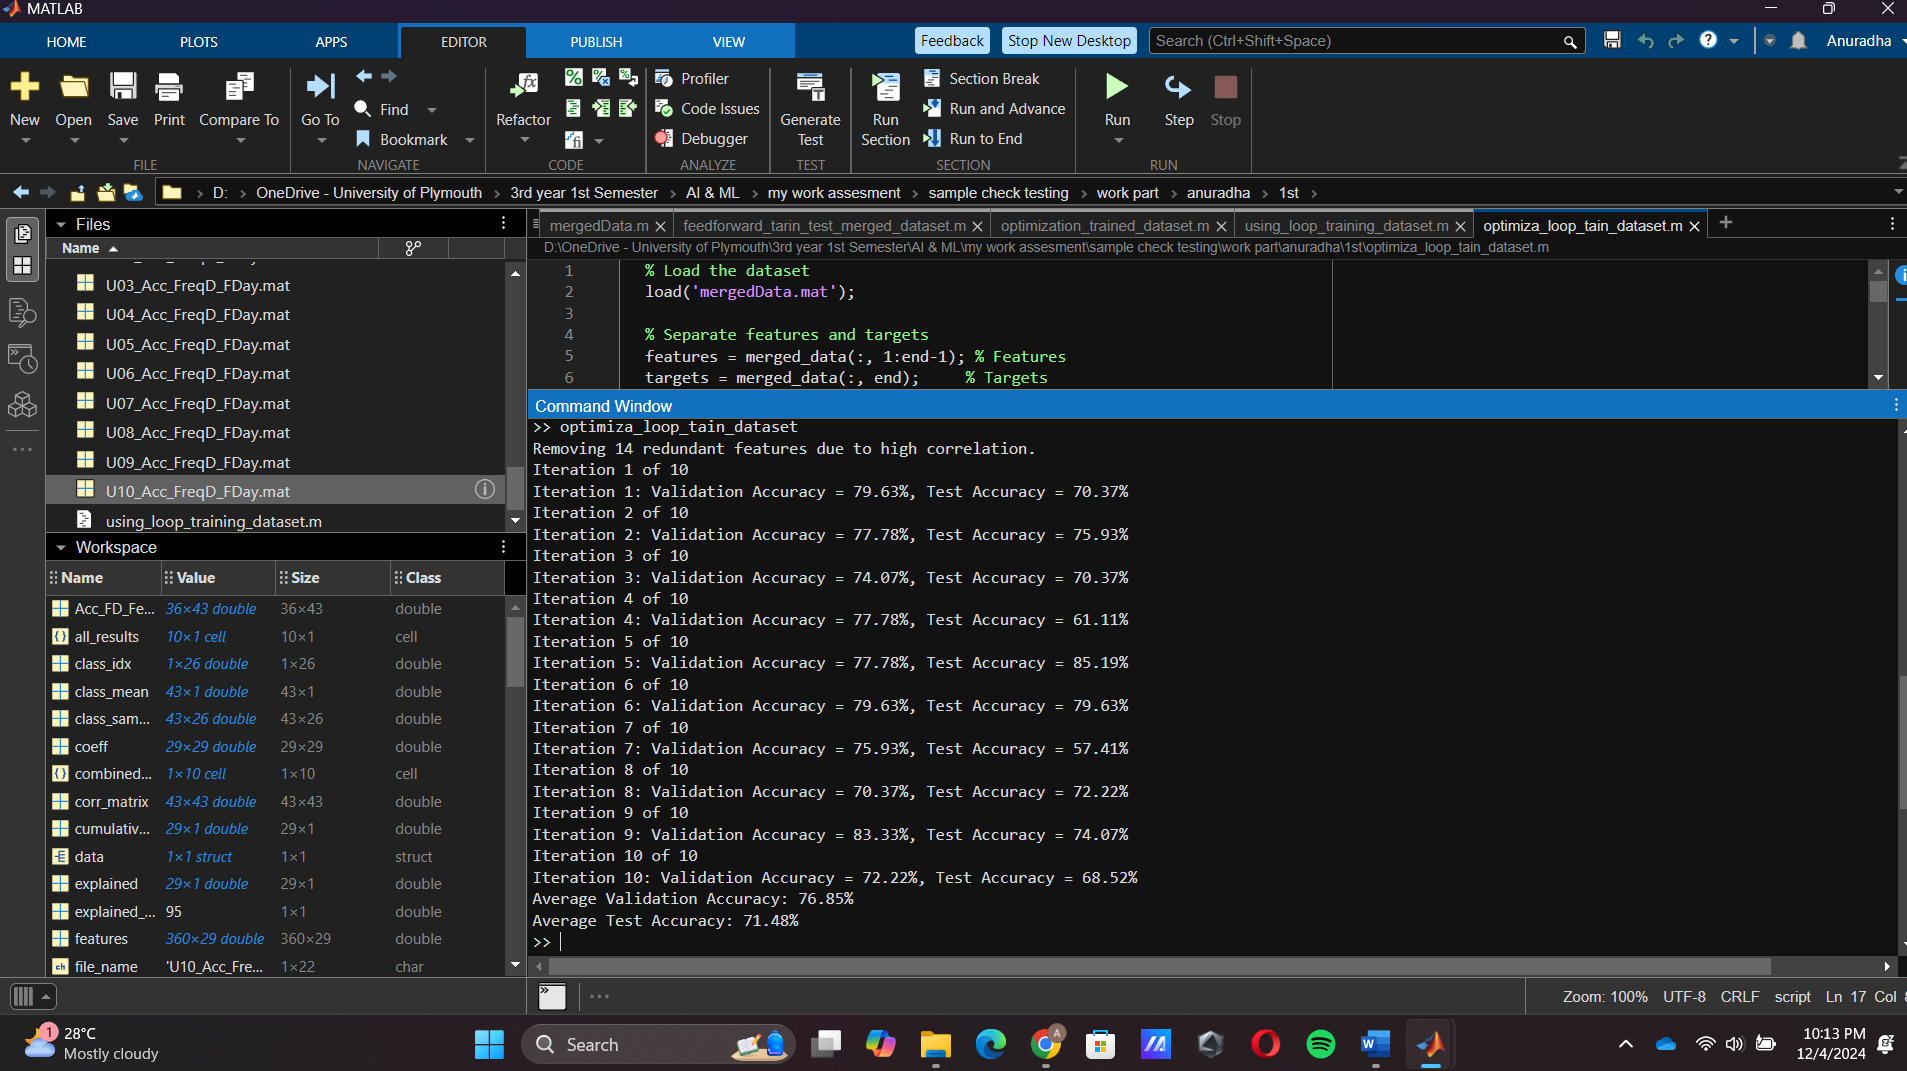 MATLAB
HOME PLOTS APPS EDITOR PUBLISH VIEW Feedback Stop New Desktop Search (Ctrl+Shift+Space) Anuradha
New Open Save Print Compare To Go To Find Bookmark Refactor Profiler Code Issues Debugger Generate Test Run Section Section Break Run and Advance Run to End Run Step Stop
FILE NAVIGATE CODE ANALYZE TEST SECTION RUN
D: › OneDrive - University of Plymouth › 3rd year 1st Semester › AI & ML › my work assesment › sample check testing › work part › anuradha › 1st ›
Files
Name
U03_Acc_FreqD_FDay.mat
U04_Acc_FreqD_FDay.mat
U05_Acc_FreqD_FDay.mat
U06_Acc_FreqD_FDay.mat
U07_Acc_FreqD_FDay.mat
U08_Acc_FreqD_FDay.mat
U09_Acc_FreqD_FDay.mat
U10_Acc_FreqD_FDay.mat
using_loop_training_dataset.m
Workspace
Name Value Size Class
Acc_FD_Fe... 36×43 double 36×43 double
all_results 10×1 cell 10×1 cell
class_idx 1×26 double 1×26 double
class_mean 43×1 double 43×1 double
class_sam... 43×26 double 43×26 double
coeff 29×29 double 29×29 double
combined... 1×10 cell 1×10 cell
corr_matrix 43×43 double 43×43 double
cumulativ... 29×1 double 29×1 double
data 1×1 struct 1×1 struct
explained 29×1 double 29×1 double
explained_... 95 1×1 double
features 360×29 double 360×29 double
file_name 'U10_Acc_Fre... 1×22 char
mergedData.m feedforward_tarin_test_merged_dataset.m optimization_trained_dataset.m using_loop_training_dataset.m optimiza_loop_tain_dataset.m
D:\OneDrive - University of Plymouth\3rd year 1st Semester\AI & ML\my work assesment\sample check testing\work part\anuradha\1st\optimiza_loop_tain_dataset.m
1 % Load the dataset
2 load('mergedData.mat');
3
4 % Separate features and targets
5 features = merged_data(:, 1:end-1); % Features
6 targets = merged_data(:, end); % Targets
Command Window
>> optimiza_loop_tain_dataset
Removing 14 redundant features due to high correlation.
Iteration 1 of 10
Iteration 1: Validation Accuracy = 79.63%, Test Accuracy = 70.37%
Iteration 2 of 10
Iteration 2: Validation Accuracy = 77.78%, Test Accuracy = 75.93%
Iteration 3 of 10
Iteration 3: Validation Accuracy = 74.07%, Test Accuracy = 70.37%
Iteration 4 of 10
Iteration 4: Validation Accuracy = 77.78%, Test Accuracy = 61.11%
Iteration 5 of 10
Iteration 5: Validation Accuracy = 77.78%, Test Accuracy = 85.19%
Iteration 6 of 10
Iteration 6: Validation Accuracy = 79.63%, Test Accuracy = 79.63%
Iteration 7 of 10
Iteration 7: Validation Accuracy = 75.93%, Test Accuracy = 57.41%
Iteration 8 of 10
Iteration 8: Validation Accuracy = 70.37%, Test Accuracy = 72.22%
Iteration 9 of 10
Iteration 9: Validation Accuracy = 83.33%, Test Accuracy = 74.07%
Iteration 10 of 10
Iteration 10: Validation Accuracy = 72.22%, Test Accuracy = 68.52%
Average Validation Accuracy: 76.85%
Average Test Accuracy: 71.48%
>>
Zoom: 100% UTF-8 CRLF script Ln 17 Col
1 28°C
Mostly cloudy
Search
10:13 PM
12/4/2024